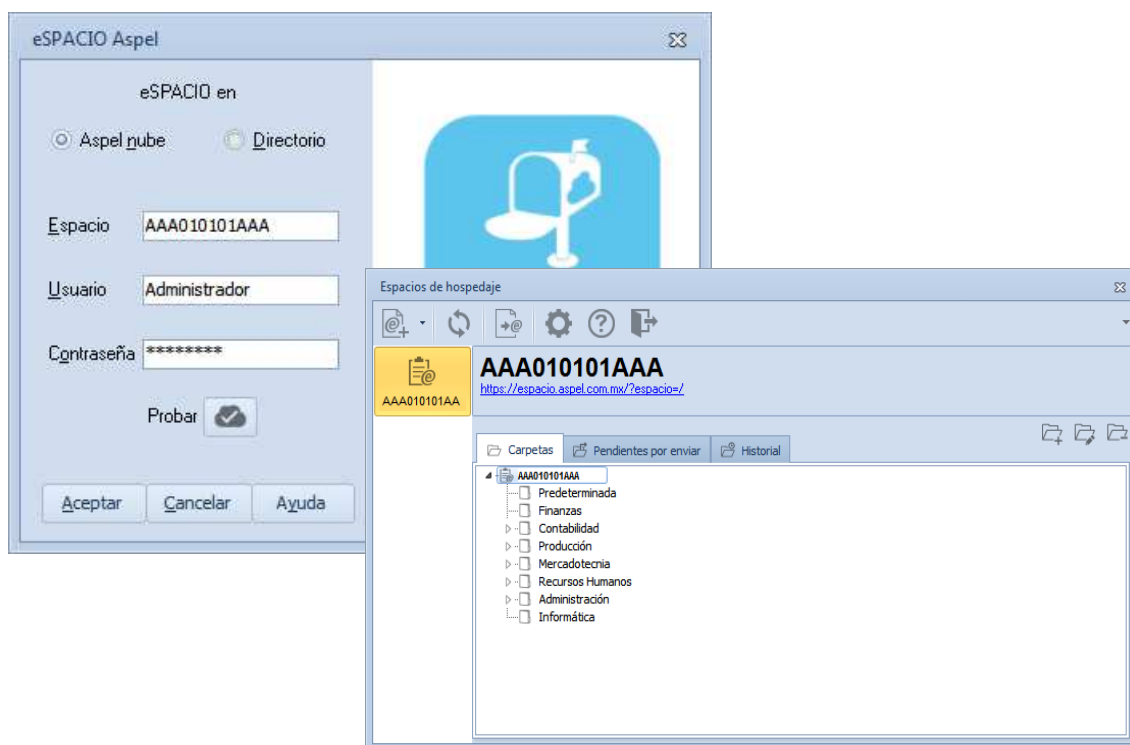 eSPACIO Aspel
eSPACIO en
Aspel nube Directorio
Espacio AAA010101AAA
Usuario Administrador
Contraseña ********
Probar
Aceptar Cancelar Ayuda
Espacios de hospedaje
AAA010101AA
AAA010101AAA
https://espacio.aspel.com.mx/?espacio=/
Carpetas Pendientes por enviar Historial
AAA010101AAA
Predeterminada
Finanzas
Contabilidad
Producción
Mercadotecnia
Recursos Humanos
Administración
Informática